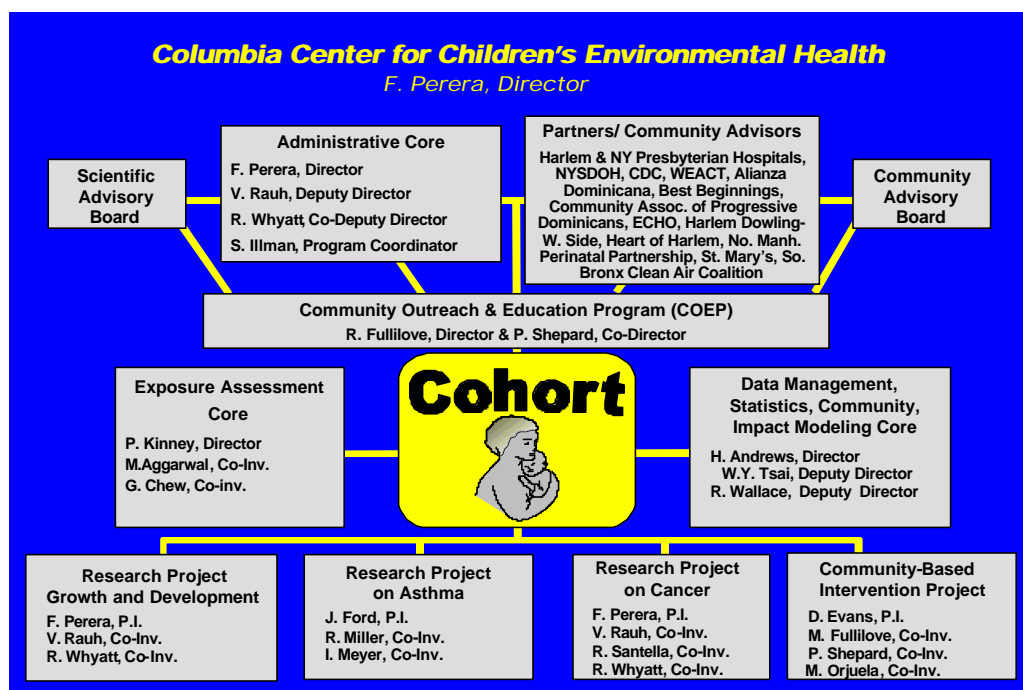 Columbia Center for Children's Environmental Health
F. Perera, Director
Scientific
Advisory
Board
Administrative Core
F. Perera, Director
V. Rauh, Deputy Director
R. Whyatt, Co-Deputy Director
S. Illman, Program Coordinator
Partners/ Community Advisors
Harlem & NY Presbyterian Hospitals,
NYSDOH, CDC, WEACT, Alianza
Dominicana, Best Beginnings,
Community Assoc. of Progressive
Dominicans, ECHO, Harlem Dowling-
W. Side, Heart of Harlem, No. Manh.
Perinatal Partnership, St. Mary's, So.
Bronx Clean Air Coalition
Community
Advisory
Board
Community Outreach & Education Program (COEP)
R. Fullilove, Director & P. Shepard, Co-Director
Exposure Assessment
Core
P. Kinney, Director
M.Aggarwal, Co-Inv.
G. Chew, Co-inv.
Cohort
Data Management,
Statistics, Community,
Impact Modeling Core
H. Andrews, Director
W.Y. Tsai, Deputy Director
R. Wallace, Deputy Director
Research Project
Growth and Development
F. Perera, P.I.
V. Rauh, Co-Inv.
R. Whyatt, Co-Inv.
Research Project
on Asthma
J. Ford, P.I.
R. Miller, Co-Inv.
I. Meyer, Co-Inv.
Research Project
on Cancer
F. Perera, P.I.
V. Rauh, Co-Inv.
R. Santella, Co-Inv.
R. Whyatt, Co-Inv.
Community-Based
Intervention Project
D. Evans, P.I.
M. Fullilove, Co-Inv.
P. Shepard, Co-Inv.
M. Orjuela, Co-Inv.